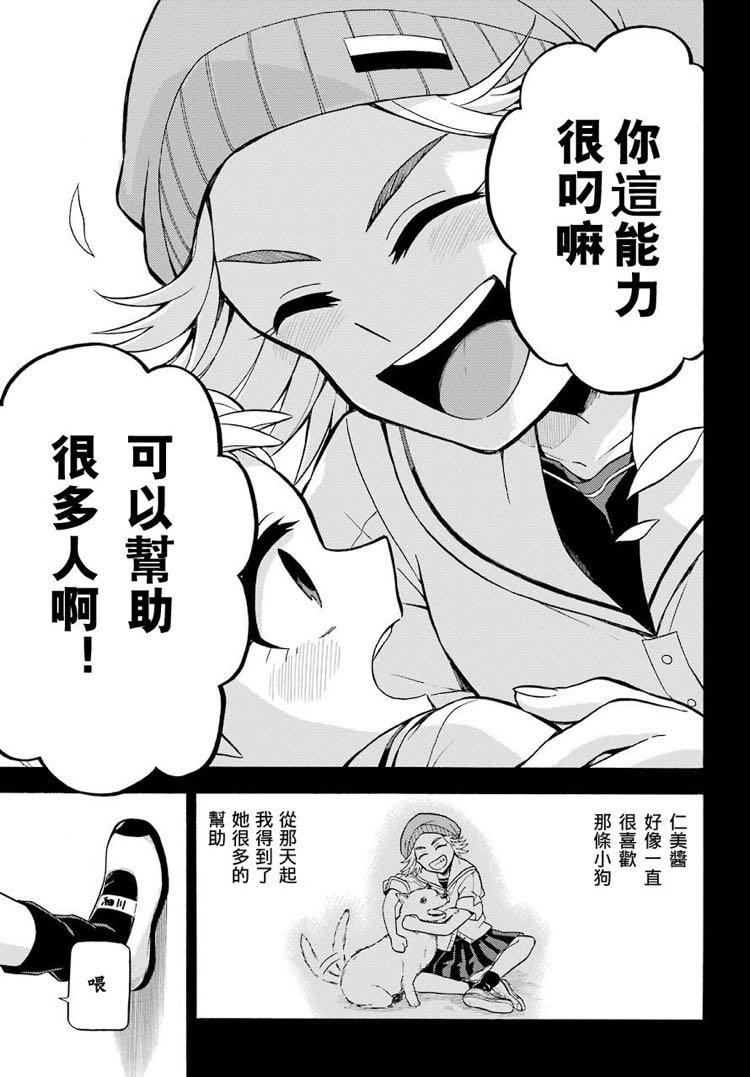 你這能力
很叼嘛
可以幫助
很多人啊!
仁美醬
好像一直
很喜歡
那條小狗
從那天起
我得到了
她很多的
幫助
細川
喂